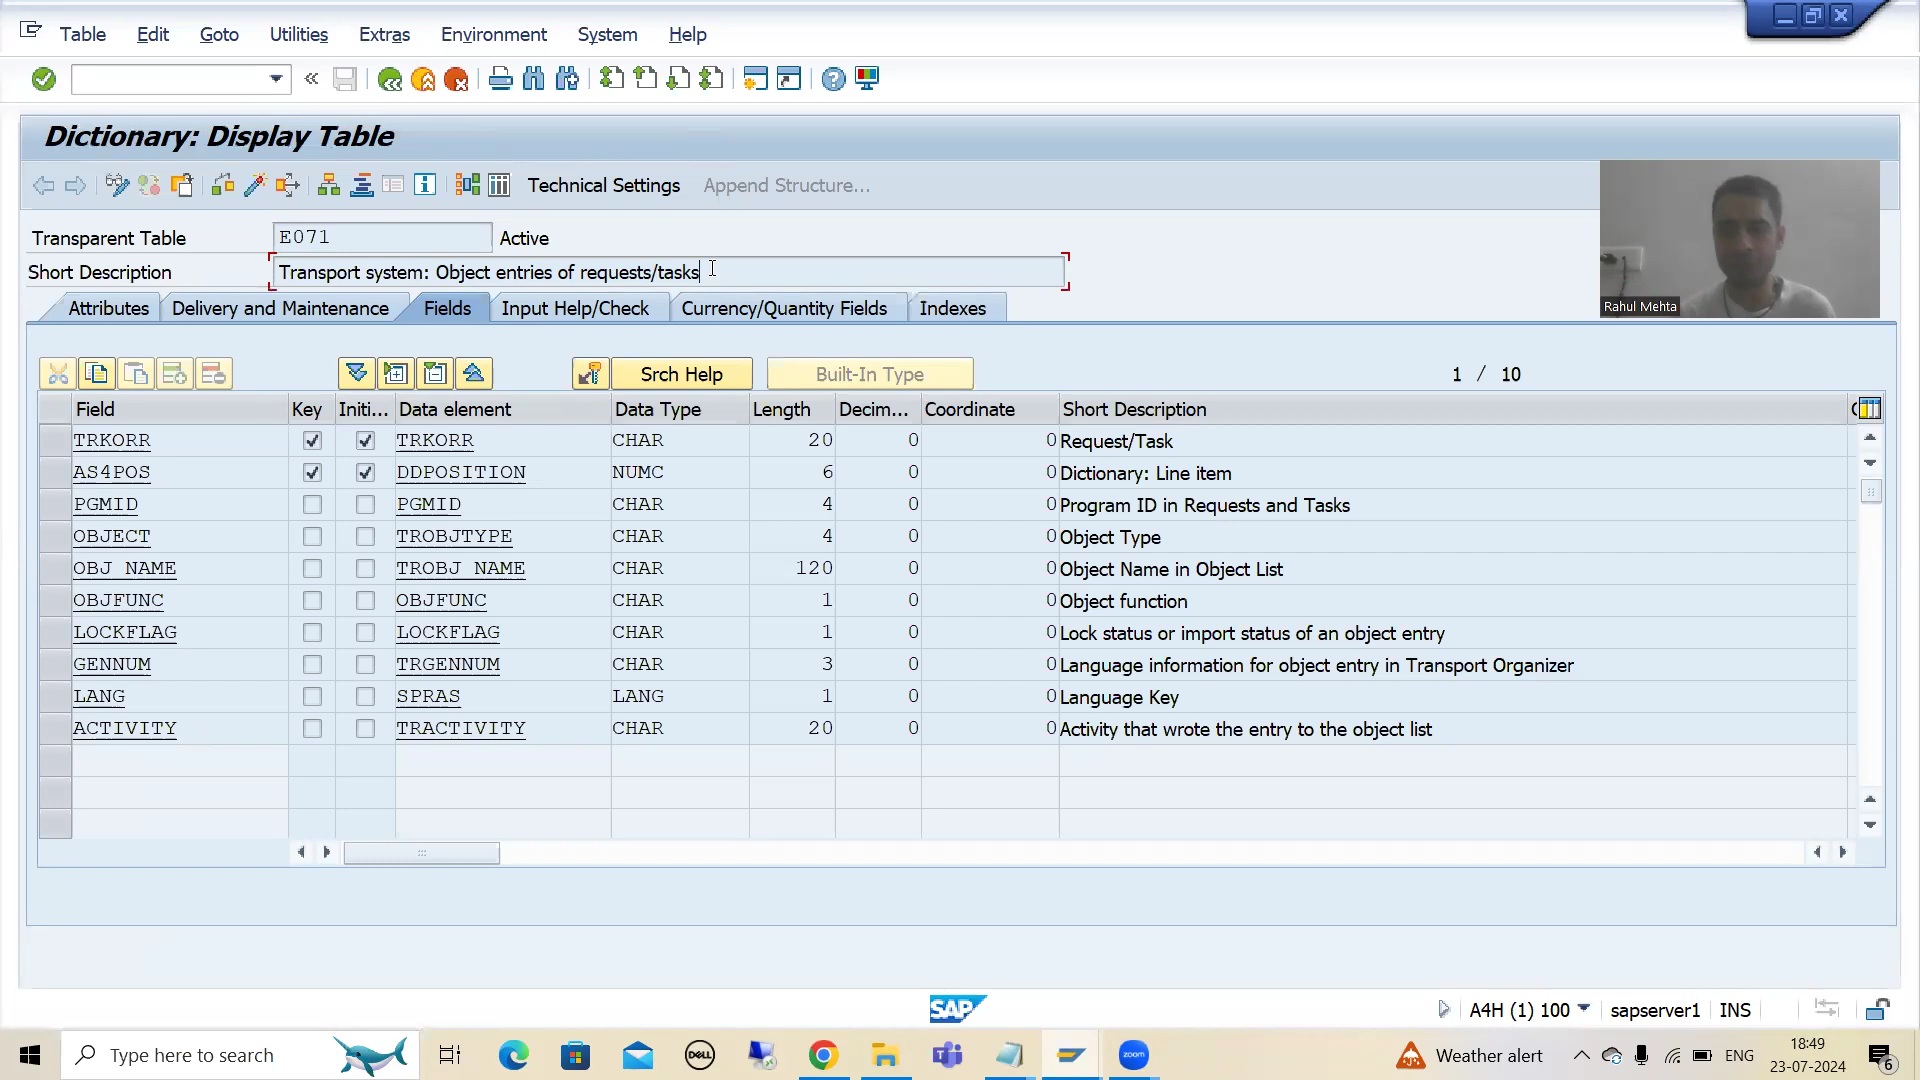 Table Edit Goto Utilities Extras Environment System Help
Dictionary: Display Table
Technical Settings Append Structure...
Transparent Table E071 Active
Short Description Transport system: Object entries of requests/tasks
Attributes Delivery and Maintenance Fields Input Help/Check Currency/Quantity Fields Indexes
Rahul Mehta
Srch Help Built-In Type 1 / 10
Field Key Initi... Data element Data Type Length Decim... Coordinate Short Description
TRKORR TRKORR CHAR 20 0 0 Request/Task
AS4POS DDPOSITION NUMC 6 0 0 Dictionary: Line item
PGMID PGMID CHAR 4 0 0 Program ID in Requests and Tasks
OBJECT TROBJTYPE CHAR 4 0 0 Object Type
OBJ_NAME TROBJ_NAME CHAR 120 0 0 Object Name in Object List
OBJFUNC OBJFUNC CHAR 1 0 0 Object function
LOCKFLAG LOCKFLAG CHAR 1 0 0 Lock status or import status of an object entry
GENNUM TRGENNUM CHAR 3 0 0 Language information for object entry in Transport Organizer
LANG SPRAS LANG 1 0 0 Language Key
ACTIVITY TRACTIVITY CHAR 20 0 0 Activity that wrote the entry to the object list
SAP A4H (1) 100 sapserver1 INS
Type here to search DELL zoom Weather alert ENG 18:49
23-07-2024 6